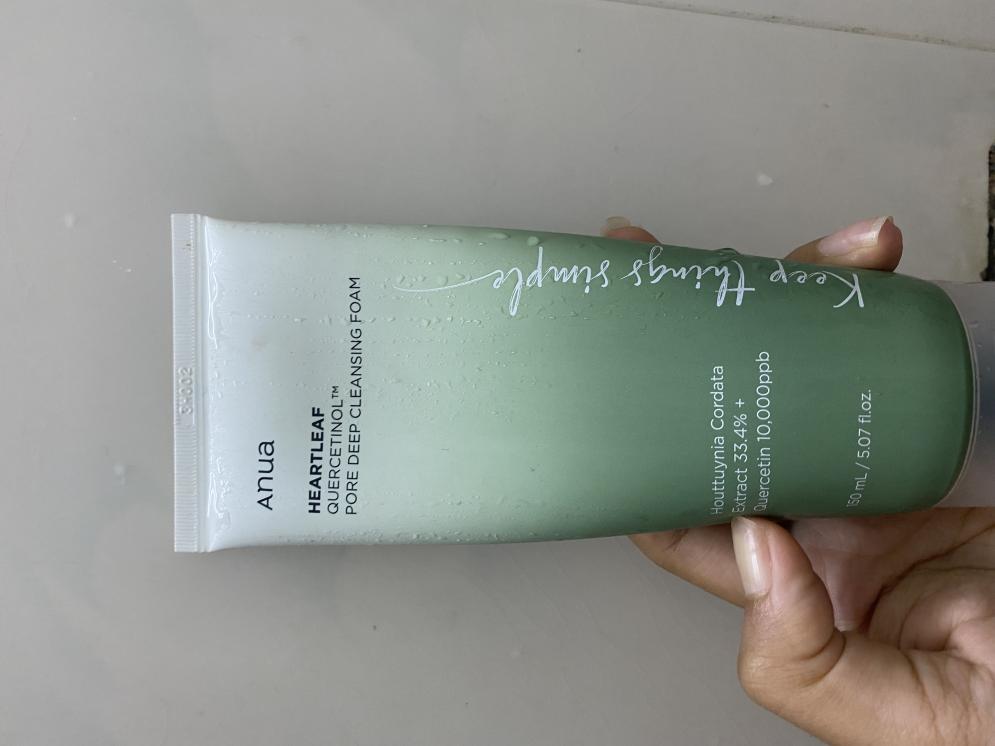 Anua
HEARTLEAF
QUERCETINOL™
PORE DEEP CLEANSING FOAM
Keep things simple
Houttuynia Cordata
Extract 33.4% +
Quercetin 10,000ppb
150 mL / 5.07 fl.oz.